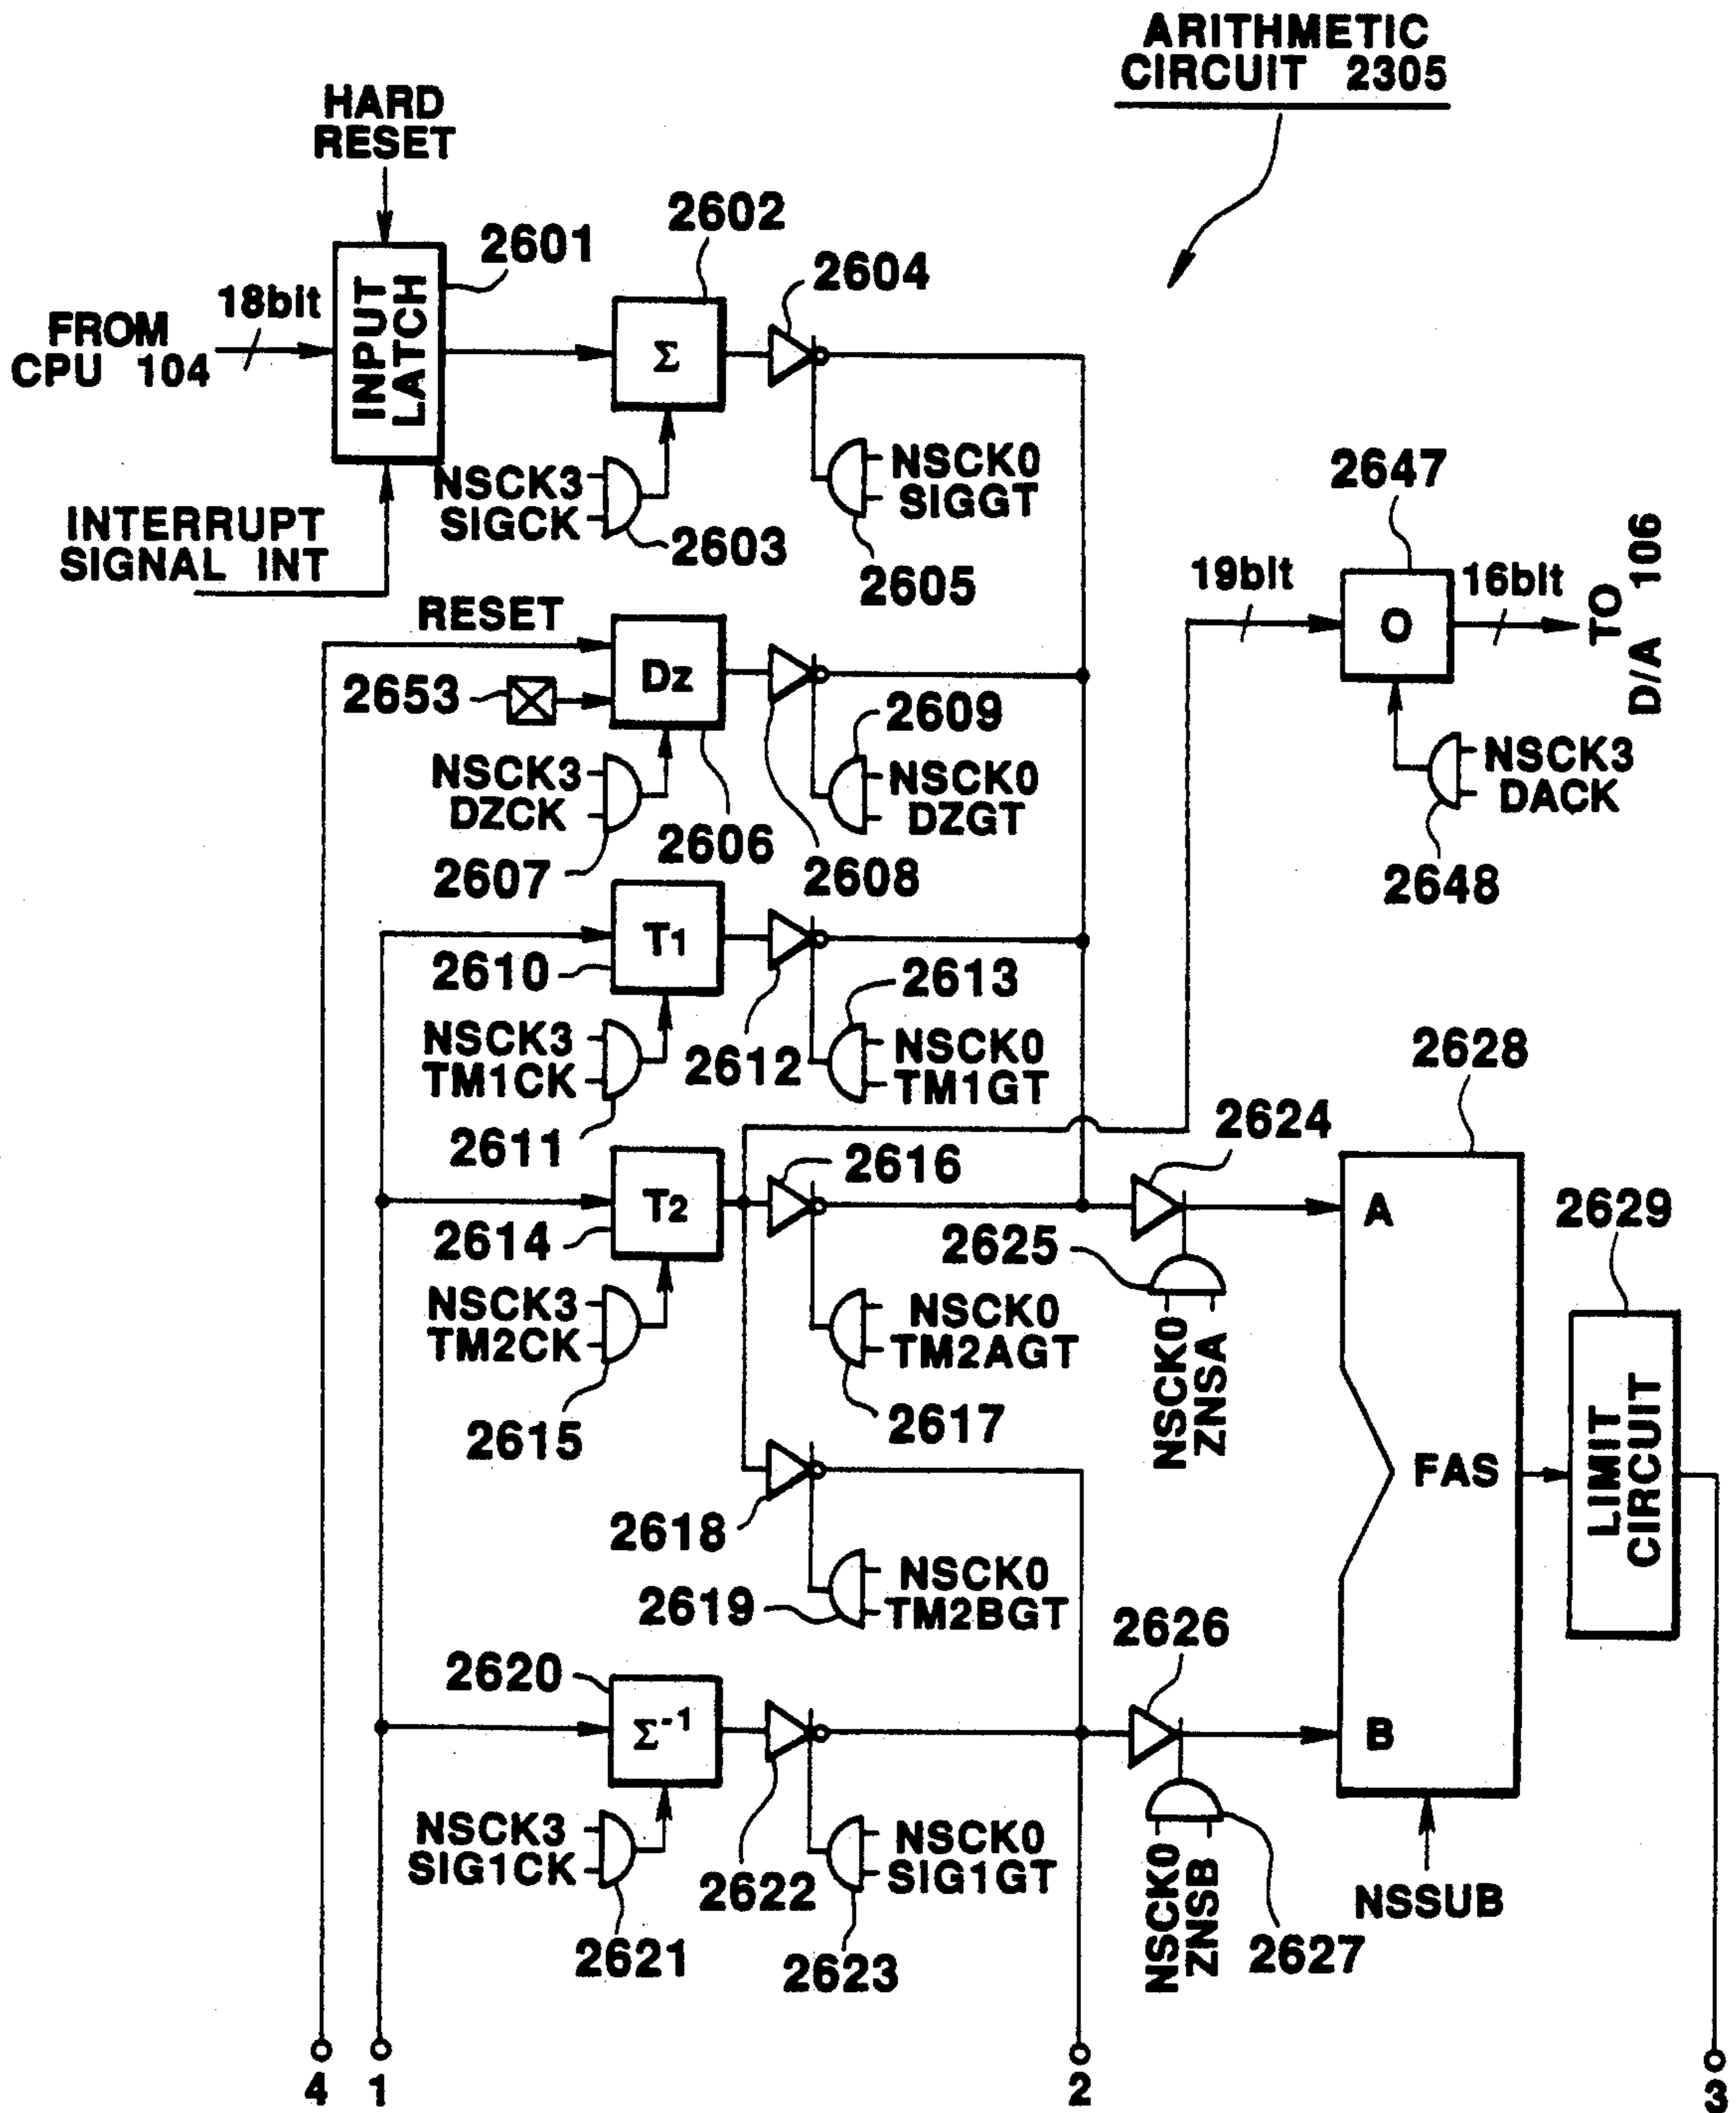 ARITHMETIC
CIRCUIT 2305
HARD
RESET
2601
2602
2604
18bit
FROM
CPU 104
INPUT
LATCH
Σ
NSCK3
SIGCK
2603
NSCK0
SIGGT
2605
INTERRUPT
SIGNAL INT
2647
19bit
O
16bit
TO
D/A 106
NSCK3
DACK
2648
RESET
2653
Dz
2609
NSCK3
DZCK
2607
2606
2608
NSCK0
DZGT
T1
2610
2613
NSCK3
TM1CK
2611
2612
NSCK0
TM1GT
2628
2624
2616
T2
2614
2625
A
2629
NSCK3
TM2CK
2615
NSCK0
TM2AGT
2617
NSCK0
ZNSA
FAS
LIMIT
CIRCUIT
2618
NSCK0
TM2BGT
2619
2626
2620
Σ-1
B
NSCK3
SIG1CK
2621
2622
NSCK0
SIG1GT
2623
NSCK0
ZNSB
2627
NSSUB
4
1
2
3